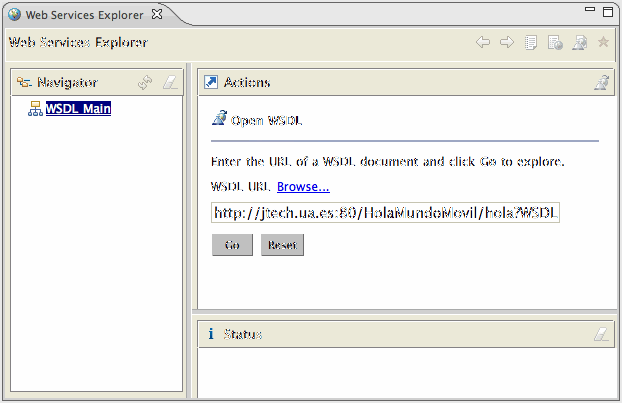 Web Services Explorer
Web Services Explorer
Navigator
WSDL Main
Actions
Open WSDL
Enter the URL of a WSDL document and click Go to explore.
WSDL URL Browse...
http://jtech.ua.es:80/HolaMundoMovil/hola?WSDL
Go Reset
i Status